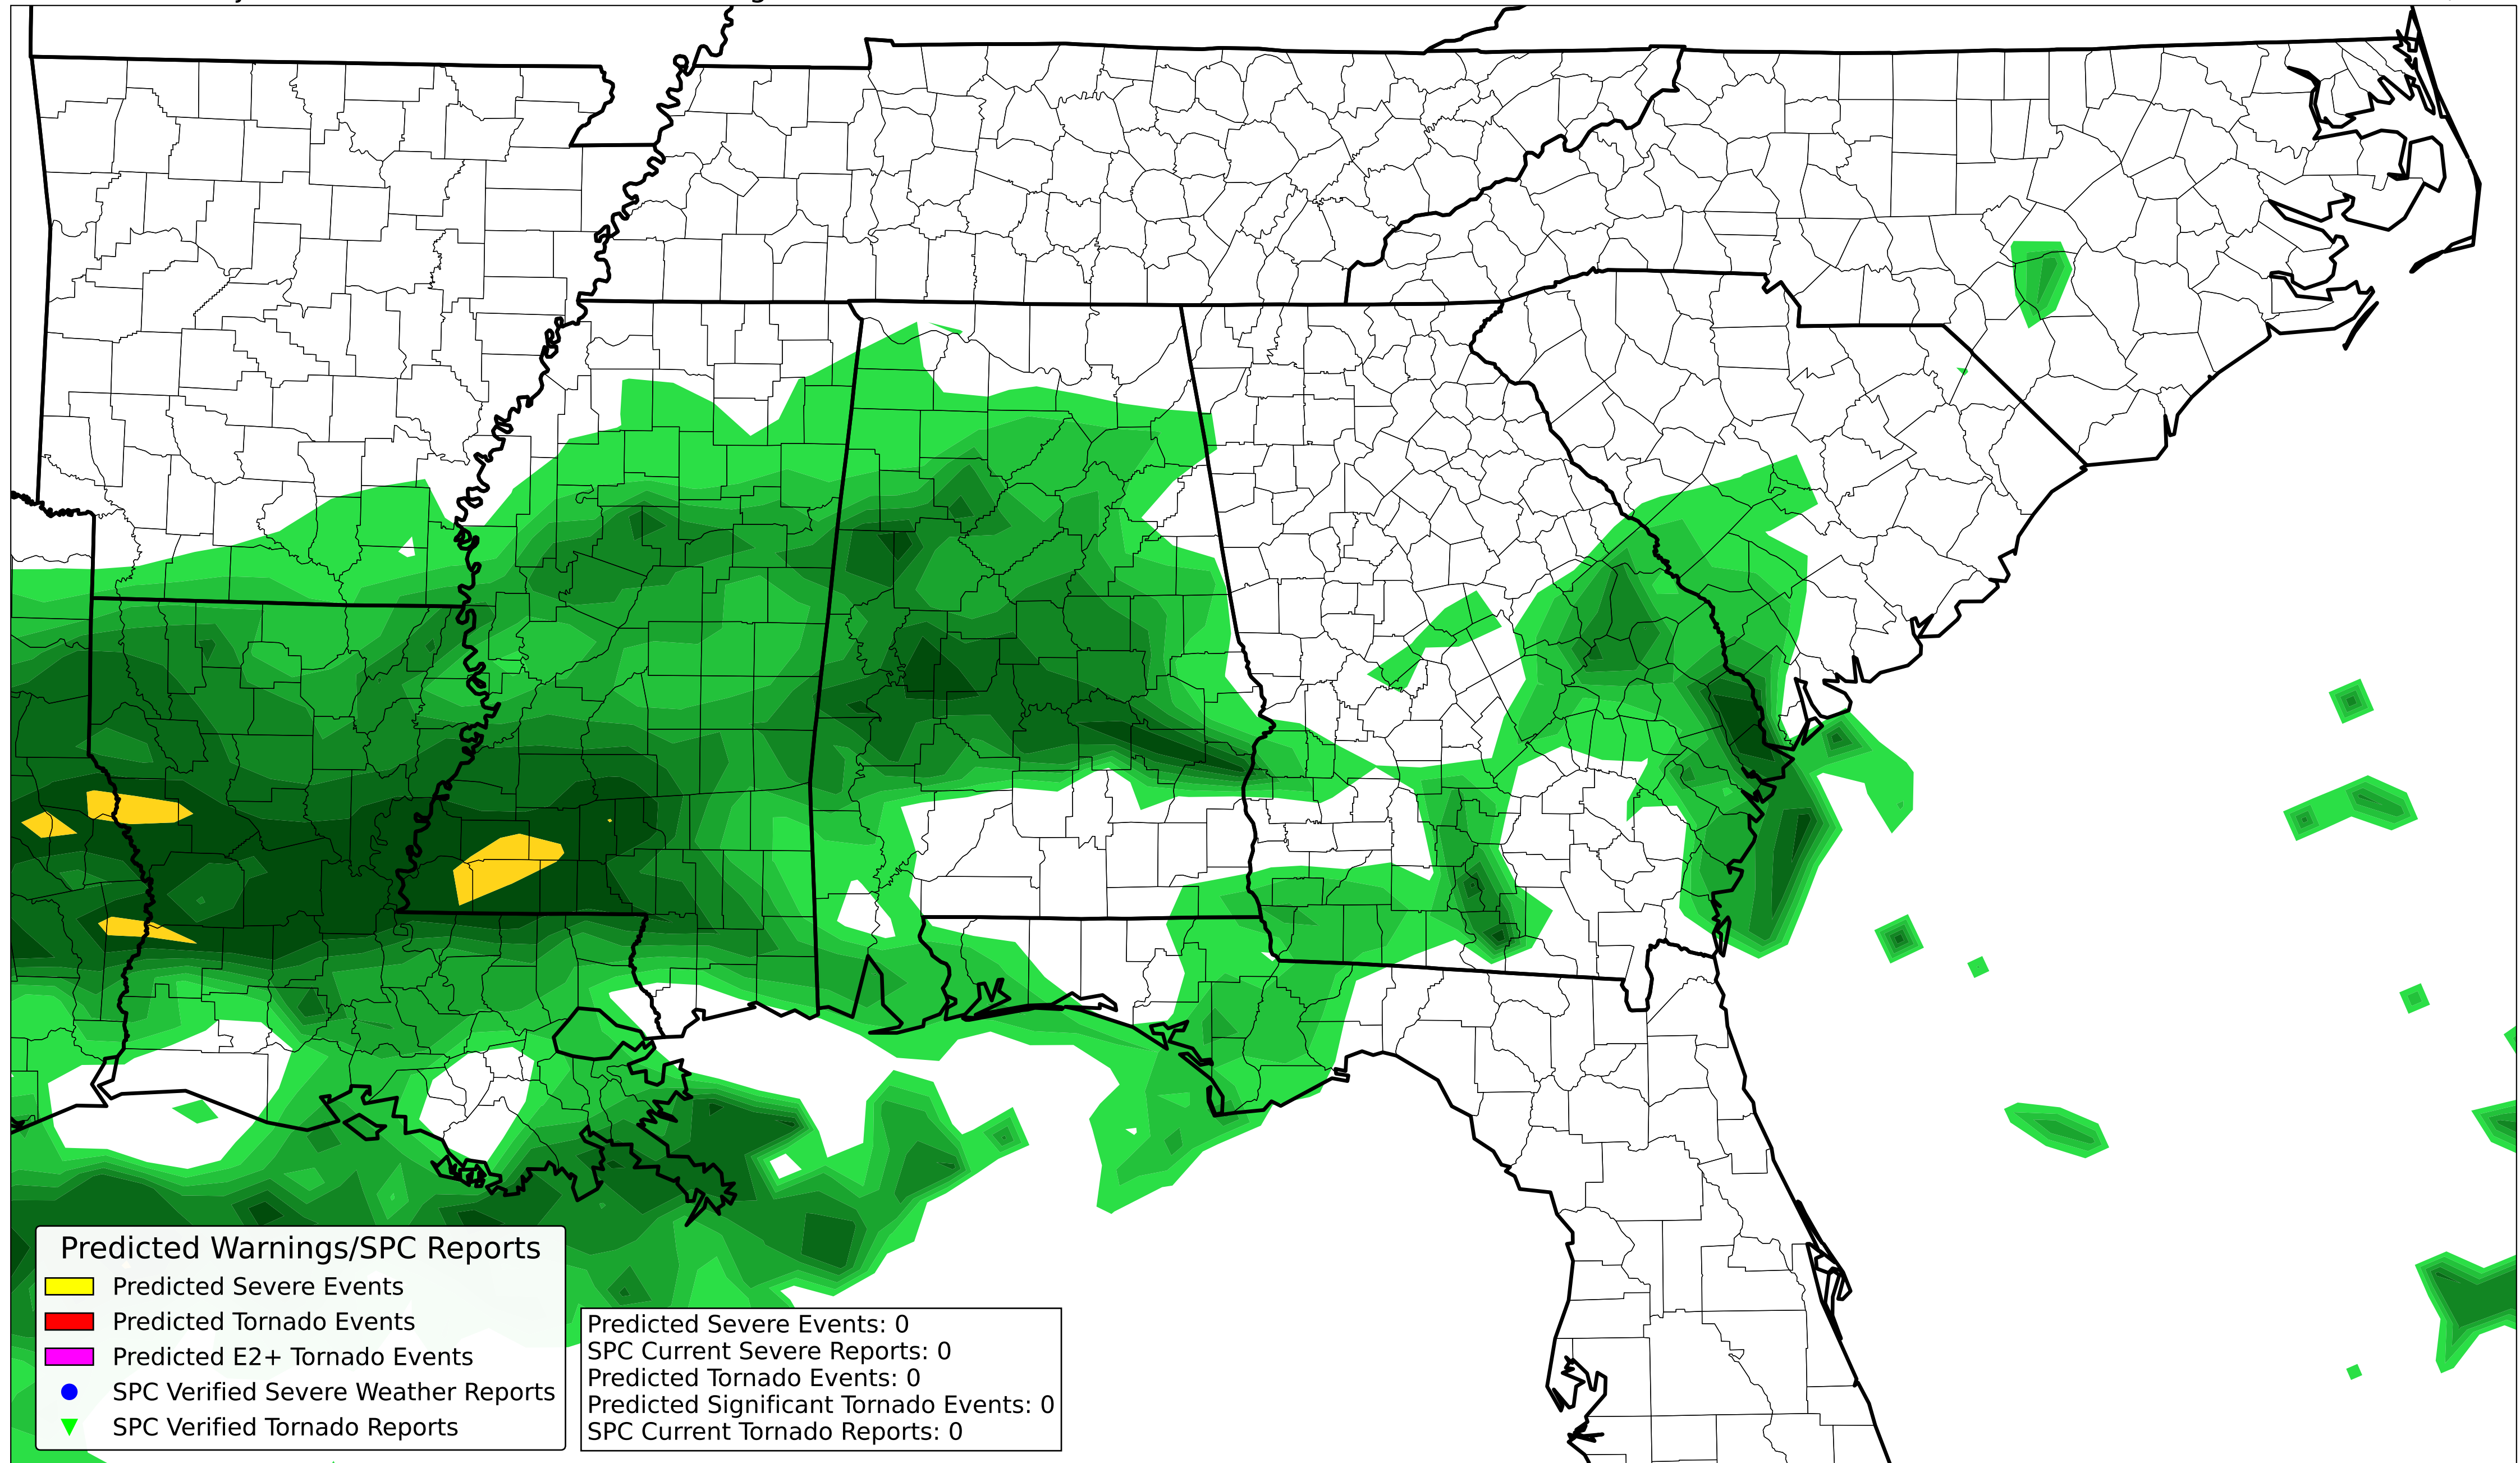 Predicted Warnings/SPC Reports
Predicted Severe Events
Predicted Tornado Events
Predicted E2+ Tornado Events
SPC Verified Severe Weather Reports
SPC Verified Tornado Reports
Predicted Severe Events: 0
SPC Current Severe Reports: 0
Predicted Tornado Events: 0
Predicted Significant Tornado Events: 0
SPC Current Tornado Reports: 0